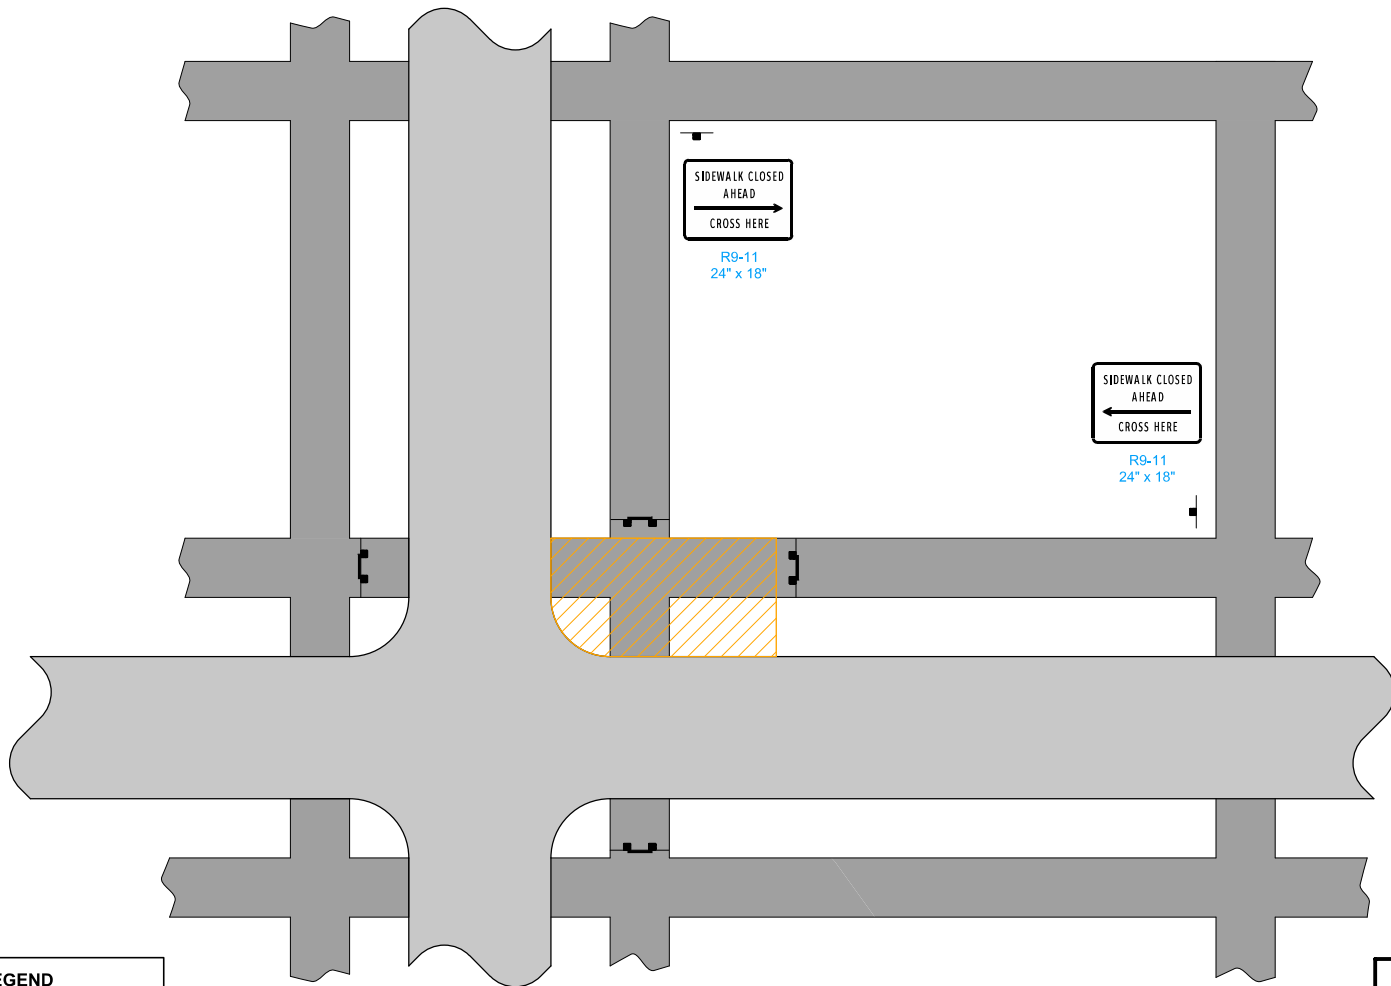 SIDEWALK CLOSED
AHEAD
CROSS HERE
R9-11
24" x 18"
SIDEWALK CLOSED
AHEAD
CROSS HERE
R9-11
24" x 18"
EGEND